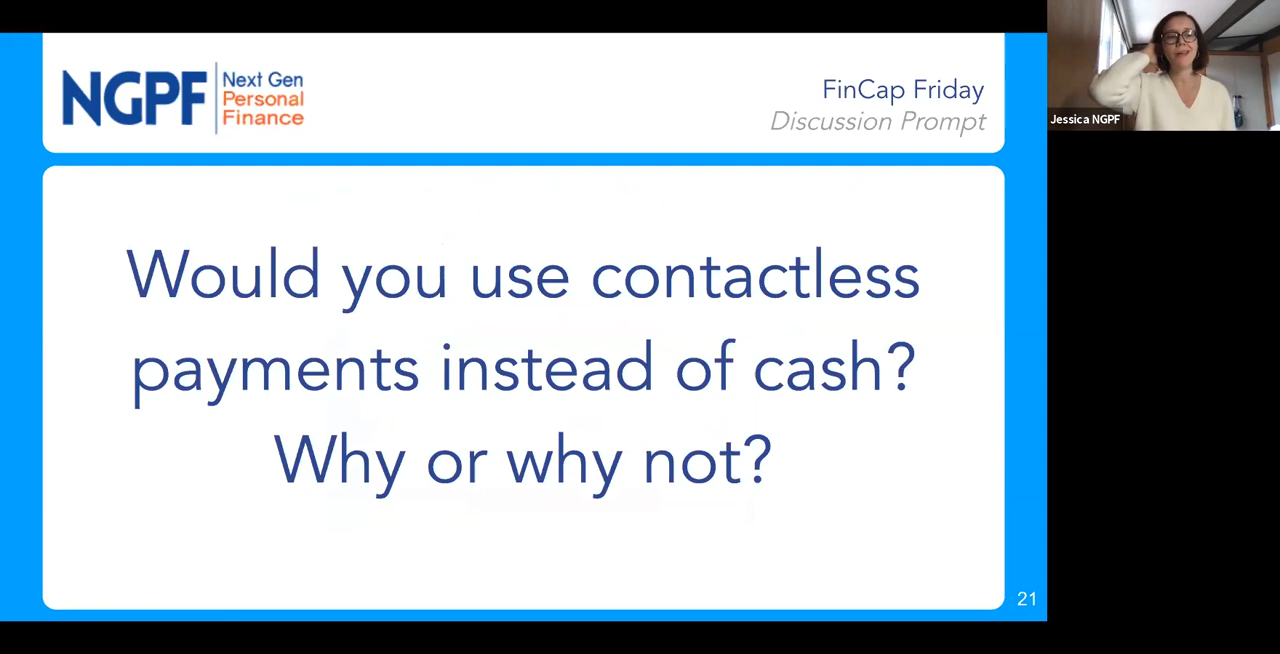 NGPF
Next Gen
Personal
Finance
FinCap Friday
Discussion Prompt
Jessica NGPF
Would you use contactless
payments instead of cash?
Why or why not?
21